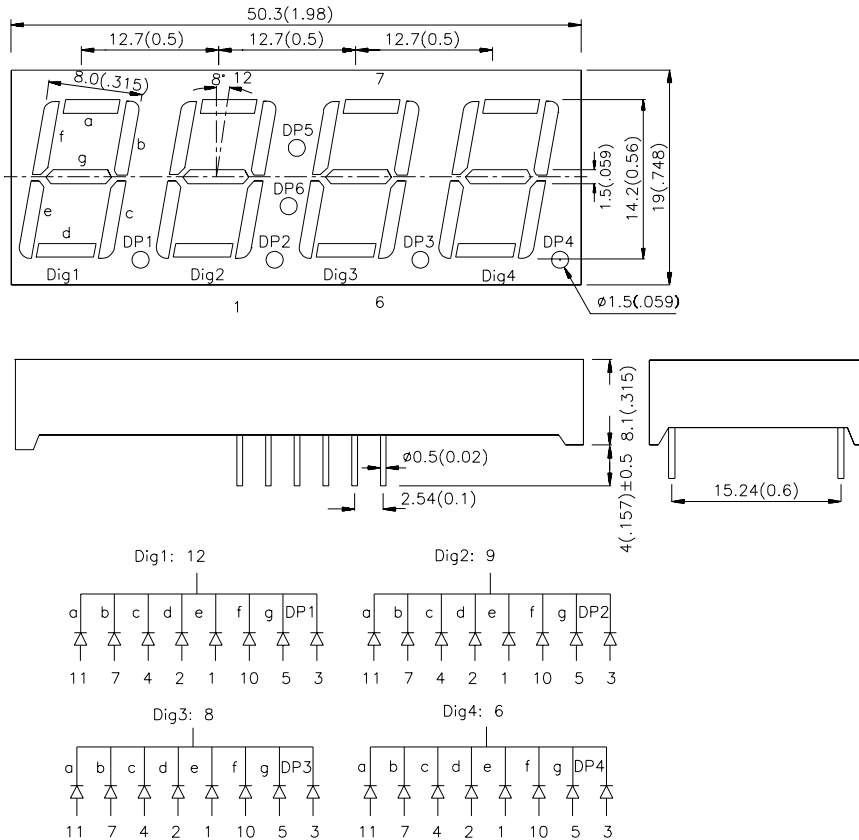 50.3(1.98)
12.7(0.5) 12.7(0.5) 12.7(0.5)
8.0(.315) 8° 12 7
a
f b DP5
g
1.5(.059) 14.2(0.56) 19(.748)
DP6
e c
d DP1 DP2 DP3 DP4
Dig1 Dig2 Dig3 Dig4
ø1.5(.059)
1 6
8.1(.315)
ø0.5(0.02)
2.54(0.1) 4(.157)±0.5 15.24(0.6)
Dig1: 12 Dig2: 9
a b c d e f g DP1 a b c d e f g DP2
11 7 4 2 1 10 5 3 11 7 4 2 1 10 5 3
Dig3: 8 Dig4: 6
a b c d e f g DP3 a b c d e f g DP4
11 7 4 2 1 10 5 3 11 7 4 2 1 10 5 3